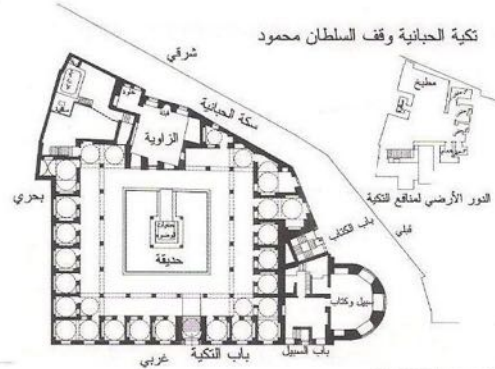 تكية الحبانية وقف السلطان محمود
شرقي
مطبخ
سكة الحبانية
الزاوية
الدور الأرضي لمنافع التكية
بحري
قبلي
باب الكتاب
حديقة
سبيل وكتاب
باب السبيل
باب التكية
غربي